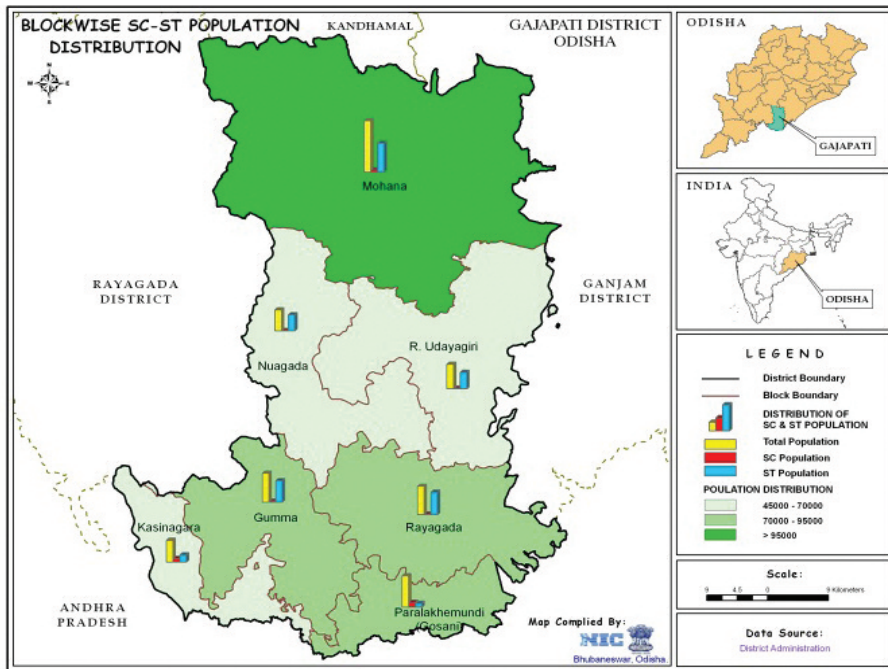 BLOCKWISE SC-ST POPULATION
DISTRIBUTION
KANDHAMAL
GAJAPATI DISTRICT
ODISHA
N
W E
S
Mohana
RAYAGADA
DISTRICT
GANJAM
DISTRICT
Nuagada
R. Udayagiri
Gumma
Rayagada
Kasinagara
Paralakhemundi
(Gosani)
ANDHRA
PRADESH
Map Complied By:
NIC
Bhubaneswar, Odisha.
ODISHA
GAJAPATI
INDIA
ODISHA
LEGEND
District Boundary
Block Boundary
DISTRIBUTION OF
SC & ST POPULATION
Total Population
SC Population
ST Population
POULATION DISTRIBUTION
45000 - 70000
70000 - 95000
> 95000
Scale:
9 4.5 0 9 Kilometers
Data Source:
District Administration